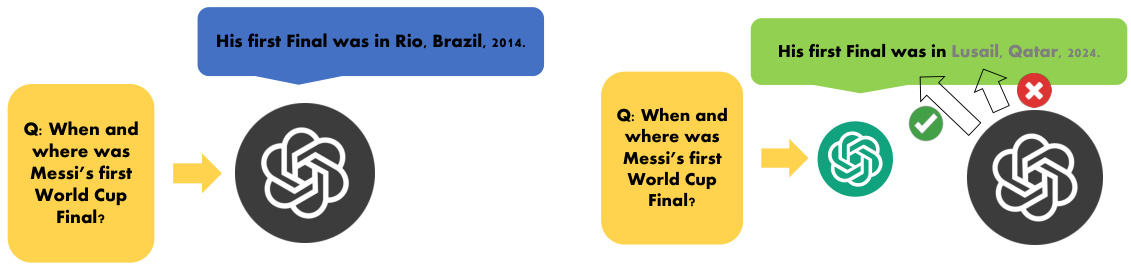 His first Final was in Rio, Brazil, 2014.
Q: When and
where was
Messi's first
World Cup
Final?
His first Final was in Lusail, Qatar, 2024.
Q: When and
where was
Messi's first
World Cup
Final?